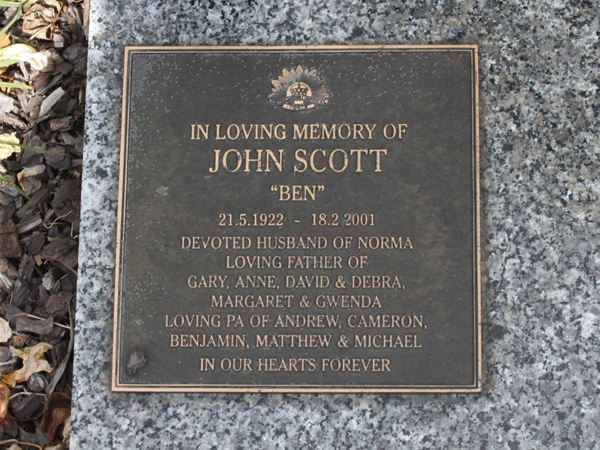 IN LOVING MEMORY OF
JOHN SCOTT
"BEN"
21.5.1922 - 18.2 2001
DEVOTED HUSBAND OF NORMA
LOVING FATHER OF
GARY, ANNE, DAVID & DEBRA,
MARGARET & GWENDA
LOVING PA OF ANDREW, CAMERON,
BENJAMIN, MATTHEW & MICHAEL
IN OUR HEARTS FOREVER